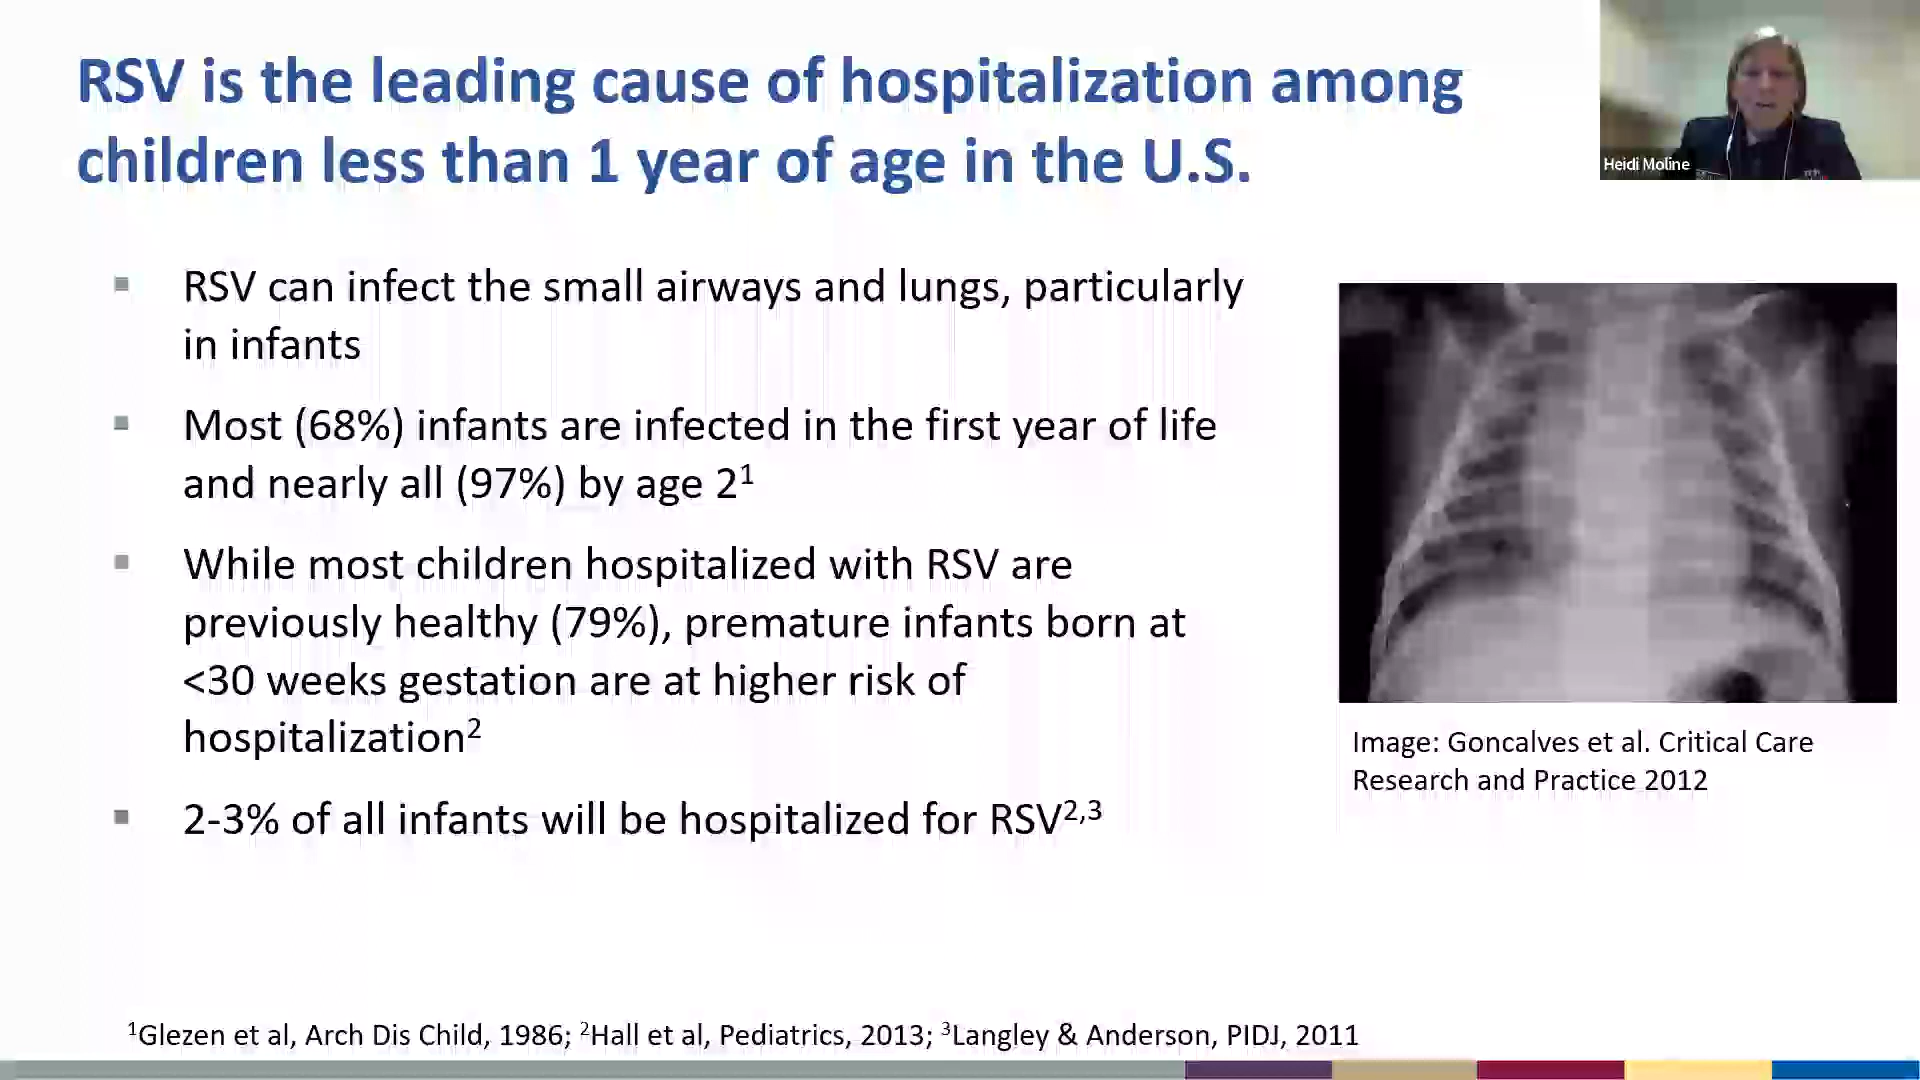 RSV is the leading cause of hospitalization among
children less than 1 year of age in the U.S.
Heidi Moline
RSV can infect the small airways and lungs, particularly
in infants
Most (68%) infants are infected in the first year of life
and nearly all (97%) by age 2¹
While most children hospitalized with RSV are
previously healthy (79%), premature infants born at
<30 weeks gestation are at higher risk of
hospitalization²
2-3% of all infants will be hospitalized for RSV²,³
Image: Goncalves et al. Critical Care
Research and Practice 2012
¹Glezen et al, Arch Dis Child, 1986; ²Hall et al, Pediatrics, 2013; ³Langley & Anderson, PIDJ, 2011